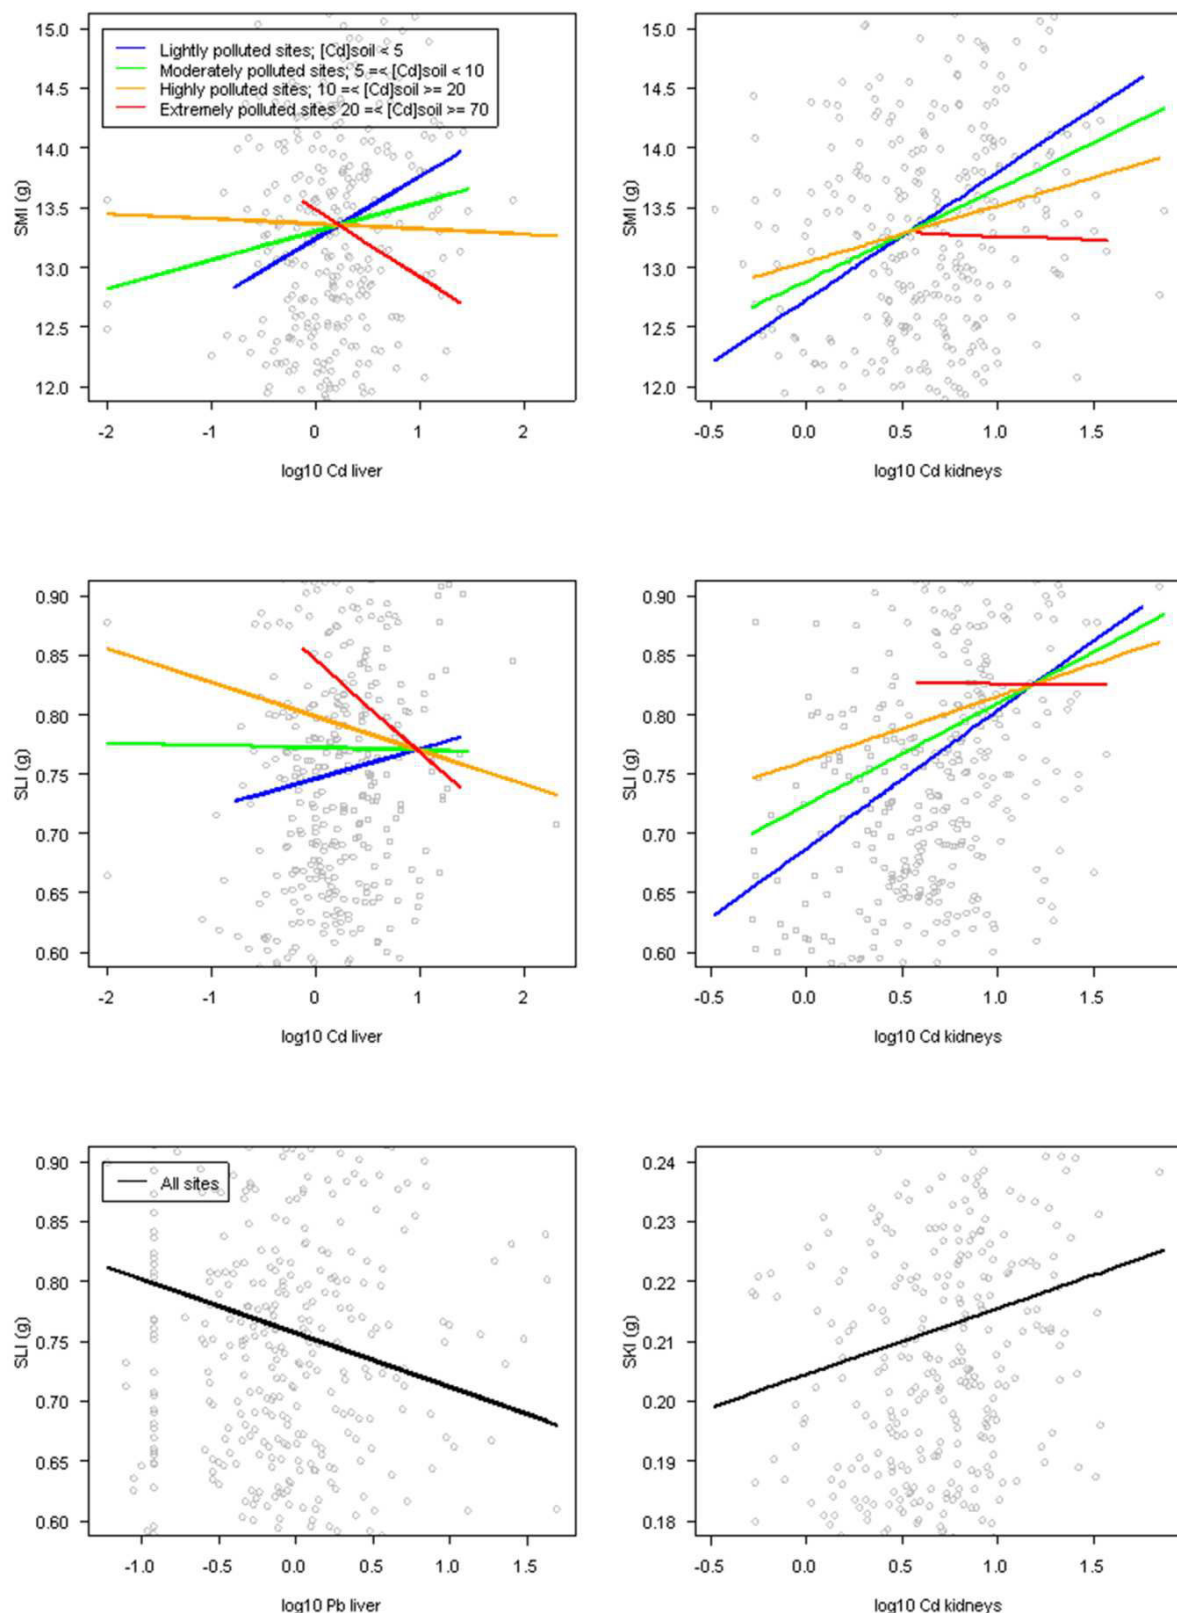 15.0
14.5
14.0
13.5
13.0
12.5
12.0
SMI (g)
Lightly polluted sites; [Cd]soil < 5
Moderately polluted sites; 5 =< [Cd]soil < 10
Highly polluted sites; 10 =< [Cd]soil >= 20
Extremely polluted sites 20 =< [Cd]soil >= 70
-2 -1 0 1 2
log10 Cd liver
15.0
14.5
14.0
13.5
13.0
12.5
12.0
SMI (g)
-0.5 0.0 0.5 1.0 1.5
log10 Cd kidneys
0.90
0.85
0.80
0.75
0.70
0.65
0.60
SLI (g)
-2 -1 0 1 2
log10 Cd liver
0.90
0.85
0.80
0.75
0.70
0.65
0.60
SLI (g)
-0.5 0.0 0.5 1.0 1.5
log10 Cd kidneys
0.90
0.85
0.80
0.75
0.70
0.65
0.60
SLI (g)
All sites
-1.0 -0.5 0.0 0.5 1.0 1.5
log10 Pb liver
0.24
0.23
0.22
0.21
0.20
0.19
0.18
SKI (g)
-0.5 0.0 0.5 1.0 1.5
log10 Cd kidneys